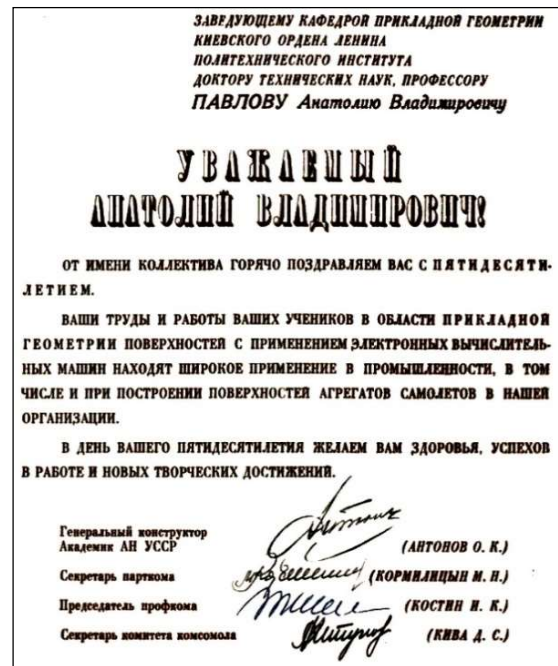 ЗАВЕДУЮЩЕМУ КАФЕДРОЙ ПРИКЛАДНОЙ ГЕОМЕТРИИ
КИЕВСКОГО ОРДЕНА ЛЕНИНА
ПОЛИТЕХНИЧЕСКОГО ИНСТИТУТА
ДОКТОРУ ТЕХНИЧЕСКИХ НАУК, ПРОФЕССОРУ
ПАВЛОВУ Анатолию Владимировичу
УВАЖАЕМЫЙ
АНАТОЛИЙ ВЛАДИМИРОВИЧ!
ОТ ИМЕНИ КОЛЛЕКТИВА ГОРЯЧО ПОЗДРАВЛЯЕМ ВАС С ПЯТИДЕСЯТИ-
ЛЕТИЕМ.
ВАШИ ТРУДЫ И РАБОТЫ ВАШИХ УЧЕНИКОВ В ОБЛАСТИ ПРИКЛАДНОЙ
ГЕОМЕТРИИ ПОВЕРХНОСТЕЙ С ПРИМЕНЕНИЕМ ЭЛЕКТРОННЫХ ВЫЧИСЛИТЕЛЬ-
НЫХ МАШИН НАХОДЯТ ШИРОКОЕ ПРИМЕНЕНИЕ В ПРОМЫШЛЕННОСТИ, В ТОМ
ЧИСЛЕ И ПРИ ПОСТРОЕНИИ ПОВЕРХНОСТЕЙ АГРЕГАТОВ САМОЛЕТОВ В НАШЕЙ
ОРГАНИЗАЦИИ.
В ДЕНЬ ВАШЕГО ПЯТИДЕСЯТИЛЕТИЯ ЖЕЛАЕМ ВАМ ЗДОРОВЬЯ, УСПЕХОВ
В РАБОТЕ И НОВЫХ ТВОРЧЕСКИХ ДОСТИЖЕНИЙ.
Генеральный конструктор
Академик АН УССР (АНТОНОВ О. К.)
Секретарь парткома (КОРМИЛИЦЫН М. Н.)
Председатель профкома (КОСТИН И. К.)
Секретарь комитета комсомола (КИВА Д. С.)